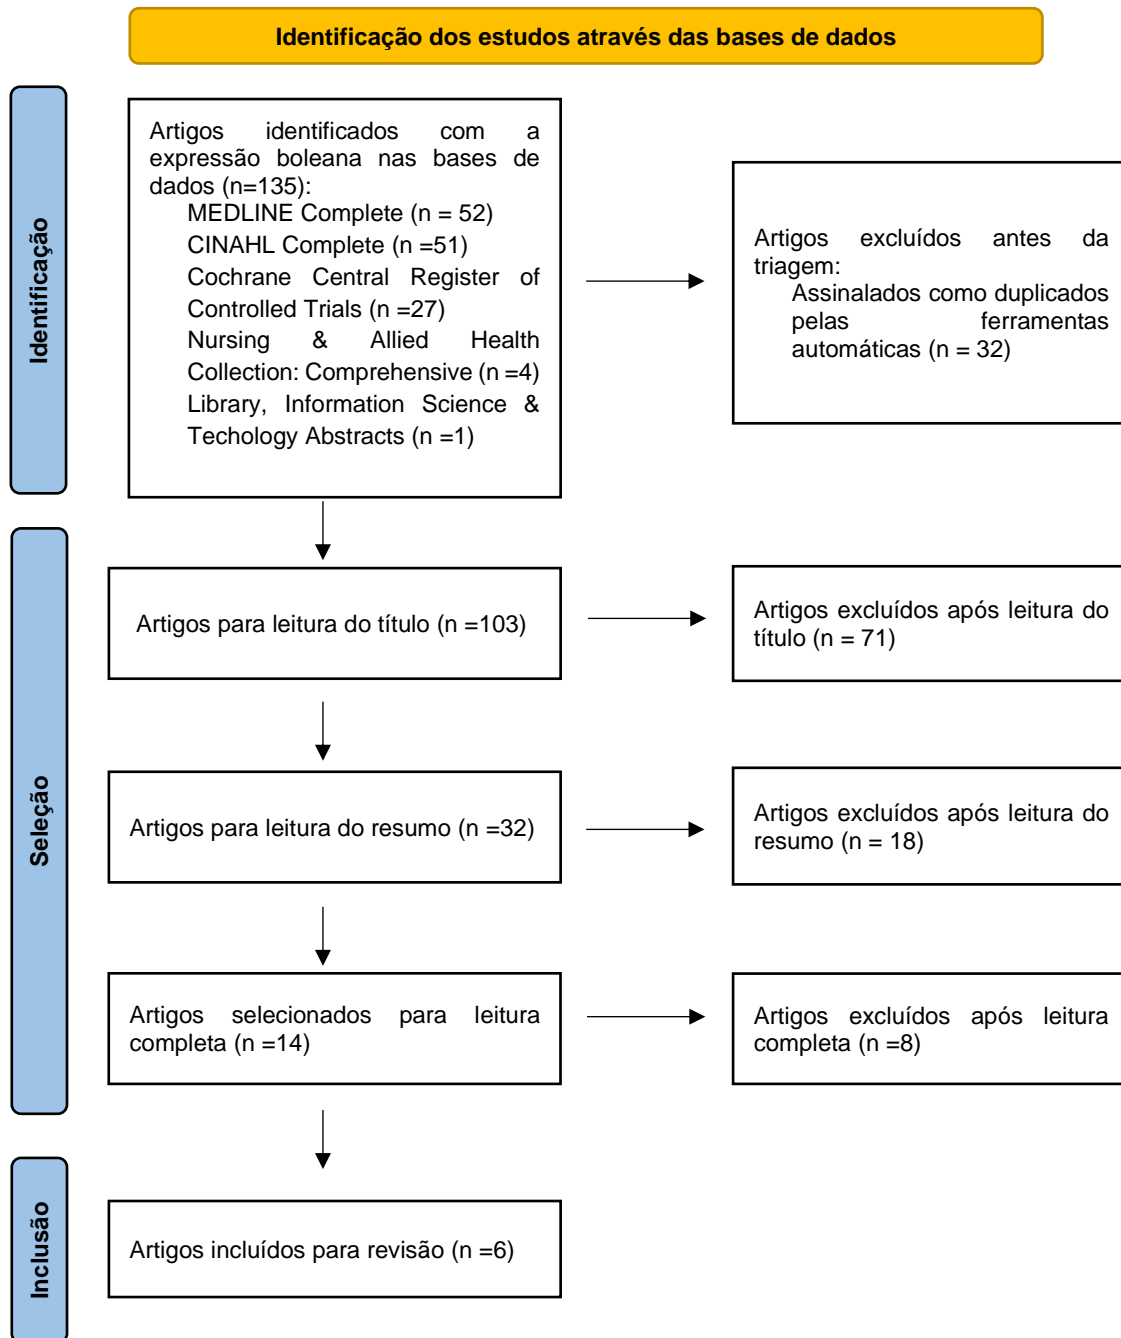 Identificação dos estudos através das bases de dados
Identificação
Artigos identificados com a
expressão boleana nas bases de
dados (n=135):
MEDLINE Complete (n = 52)
CINAHL Complete (n =51)
Cochrane Central Register of
Controlled Trials (n =27)
Nursing & Allied Health
Collection: Comprehensive (n =4)
Library, Information Science &
Techology Abstracts (n =1)
Artigos excluídos antes da
triagem:
Assinalados como duplicados
pelas ferramentas
automáticas (n = 32)
Seleção
Artigos para leitura do título (n =103)
Artigos excluídos após leitura do
título (n = 71)
Artigos para leitura do resumo (n =32)
Artigos excluídos após leitura do
resumo (n = 18)
Artigos selecionados para leitura
completa (n =14)
Artigos excluídos após leitura
completa (n =8)
Inclusão
Artigos incluídos para revisão (n =6)